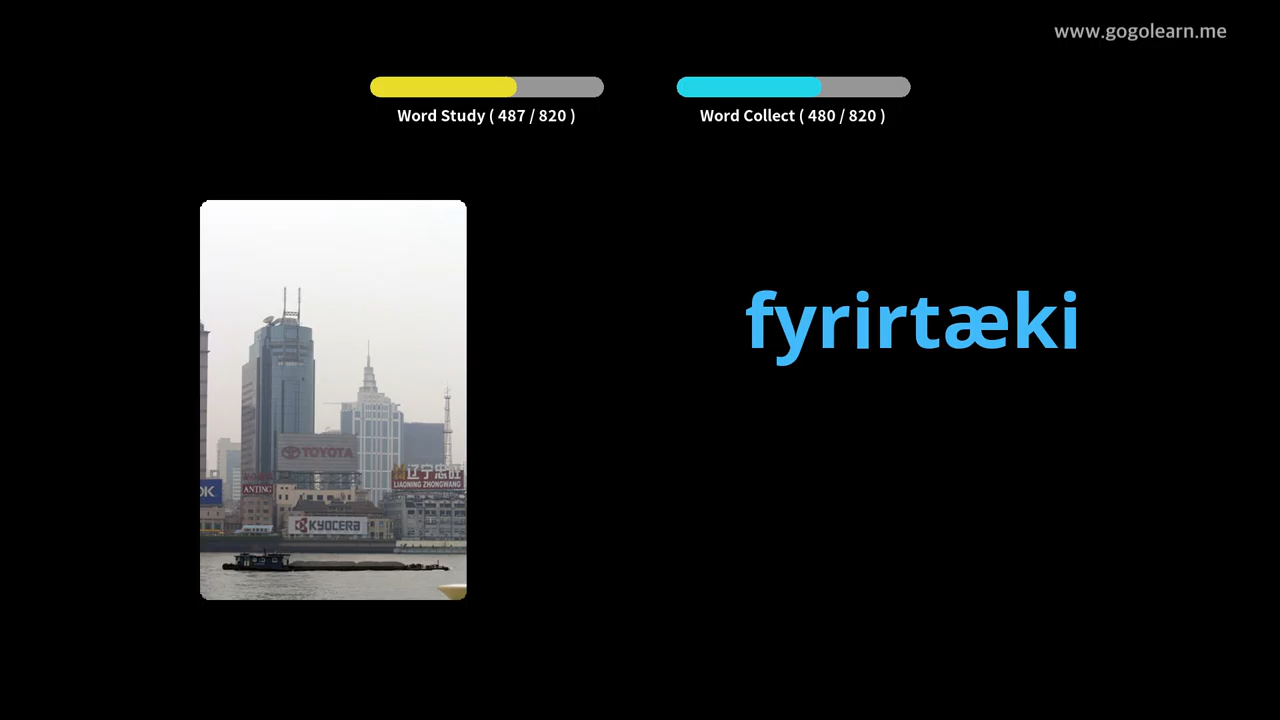 www.gogolearn.me
Word Study ( 487 / 820 )
Word Collect ( 480 / 820 )
fyrirtæki
TOYOTA
辽宁忠旺
LIAONING ZHONGWANG
ANTING
KYOCERA